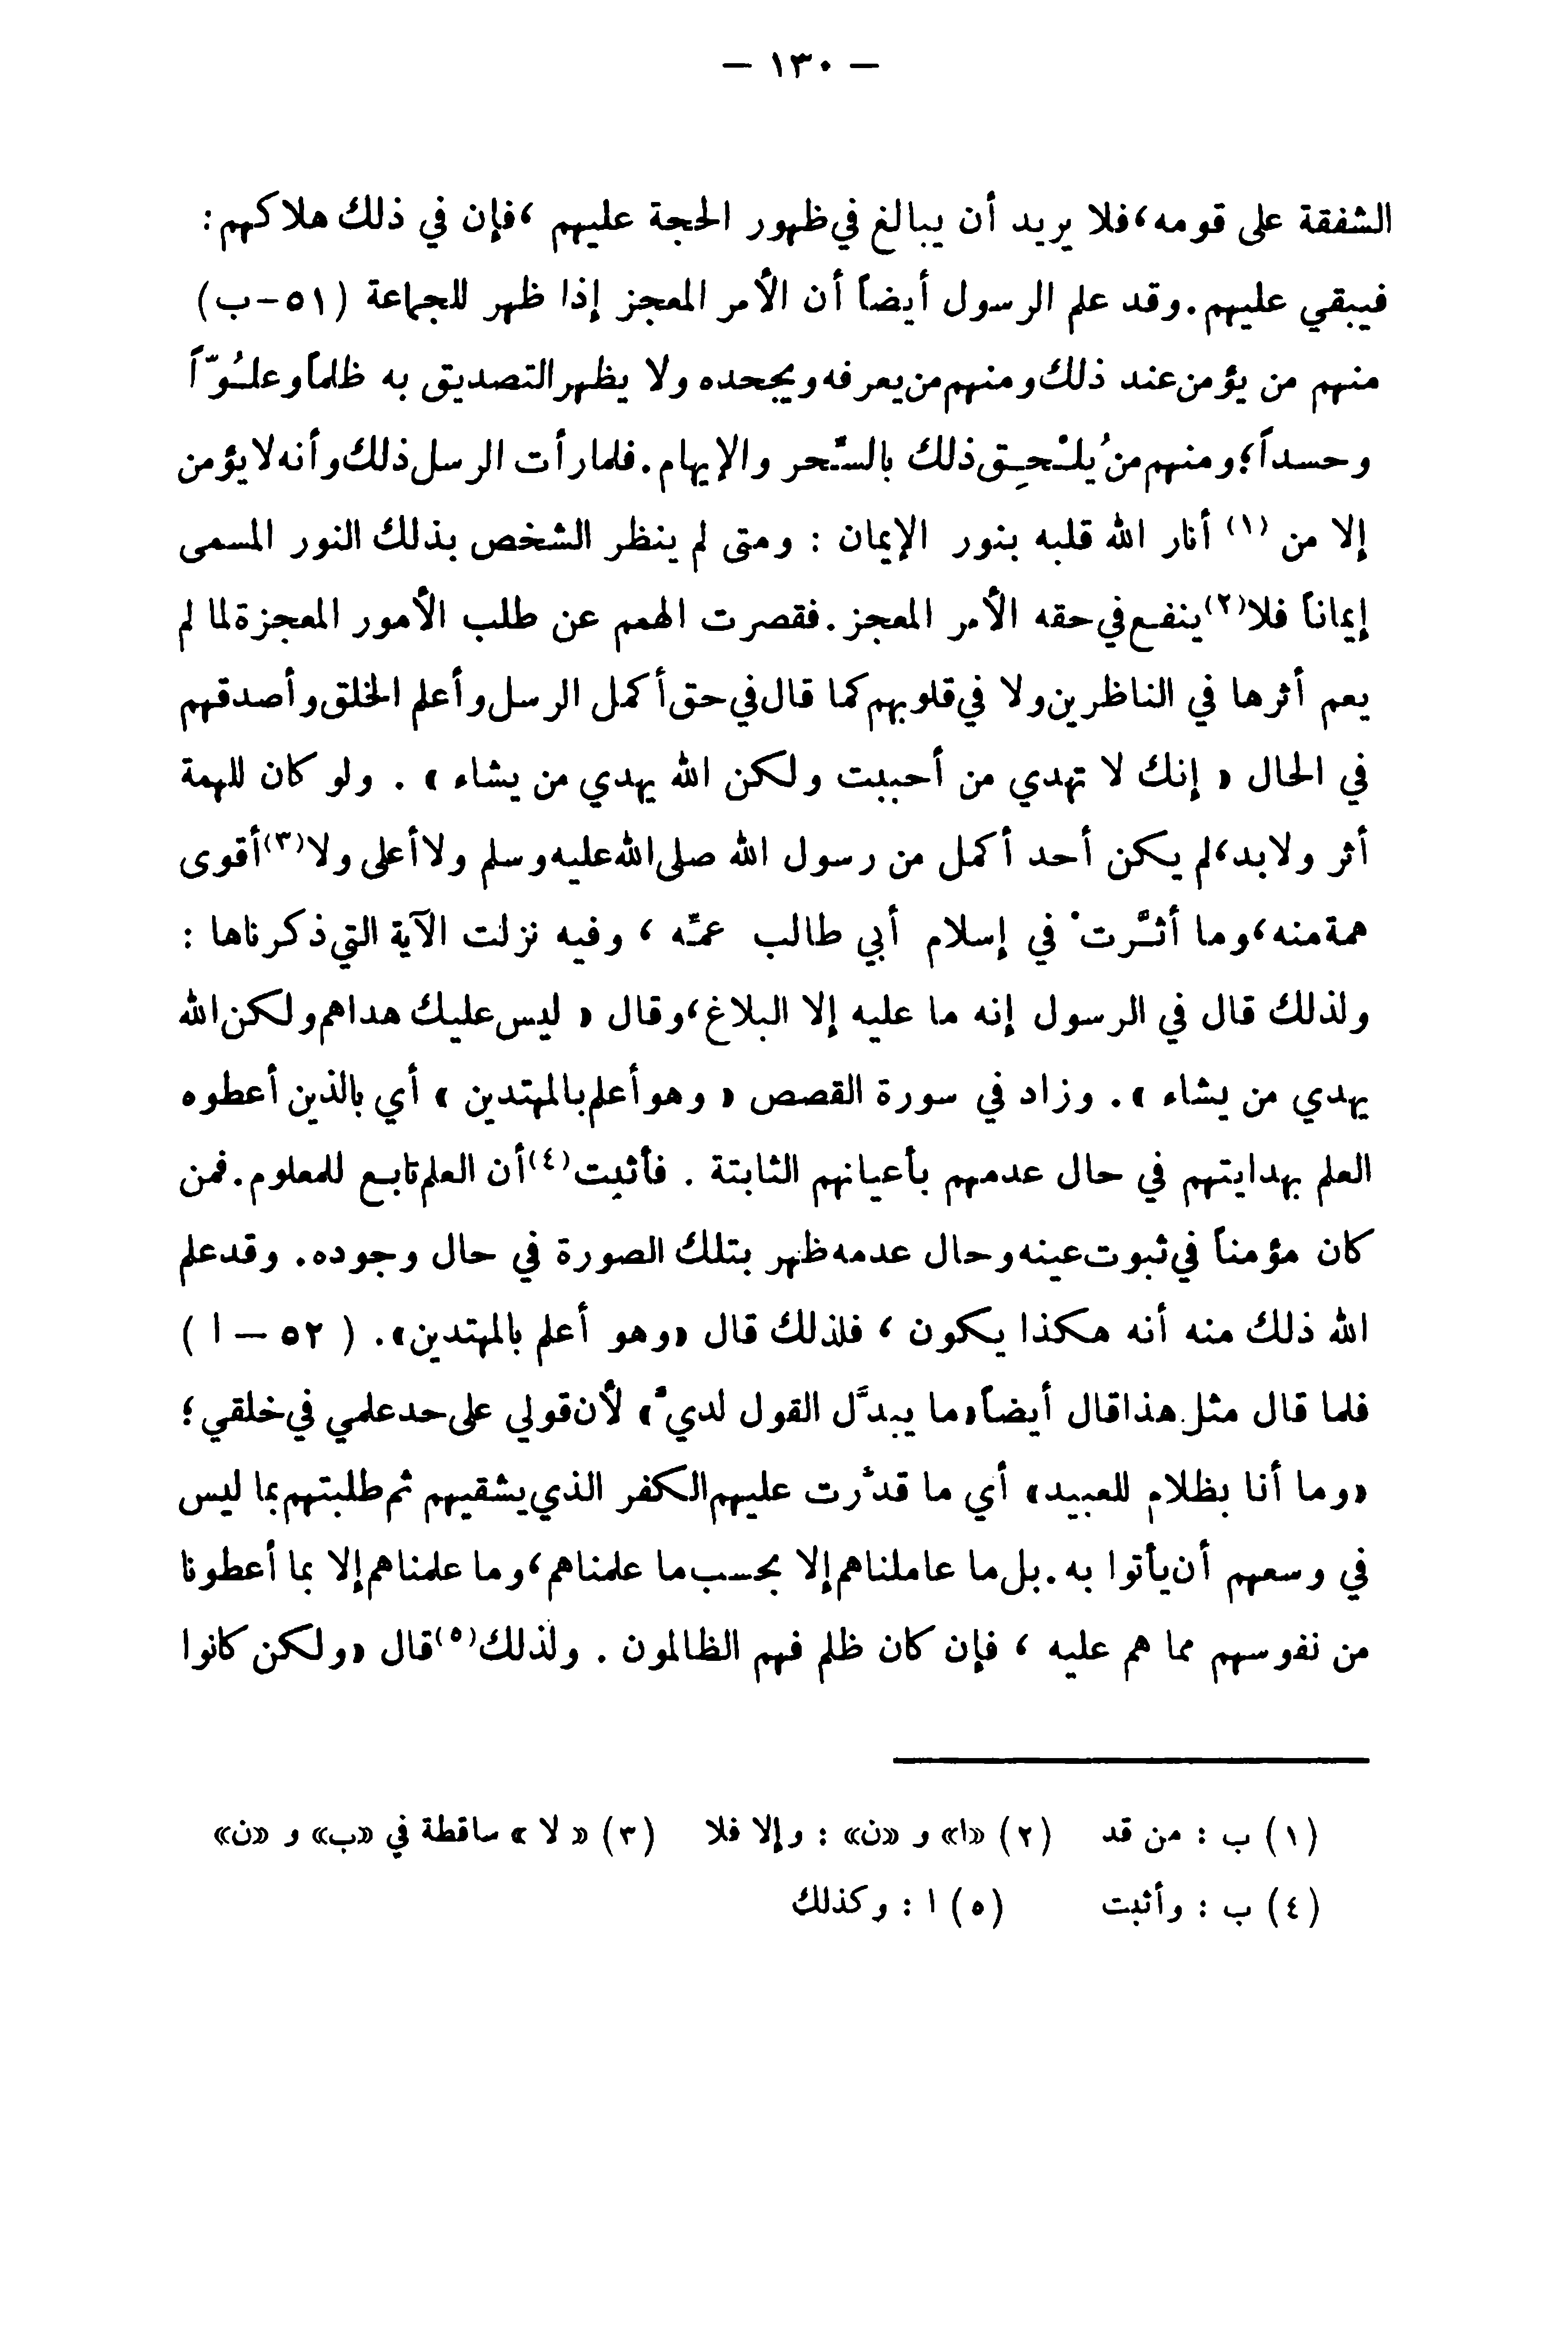 – ١٣٠ –
الشفقة على قومه، فلا يريد أن يبالغ في ظهور الحجة عليهم ، فإن في ذلك هلاكهم :
فيبقي عليهم. وقد علم الرسول أيضاً أن الأمر المعجز إذا ظهر للجماعة (٥١-ب)
منهم من يؤمن عند ذلك ومنهم من يعرفه ويجحده ولا يظهر التصديق به ظلماً وعلُوّاً
وحسداً؛ ومنهم من يُلْحِق ذلك بالسِّحر والإيهام. فلما رأت الرسل ذلك وأنه لا يؤمن
إلا من (١) أنار الله قلبه بنور الإيمان : ومتى لم ينظر الشخص بذلك النور المسمى
إيماناً فلا(٢) ينفع في حقه الأمر المعجز. فقصرت الهمم عن طلب الأمور المعجزة لما لم
يعم أثرها في الناظرين ولا في قلوبهم كما قال في حق أكمل الرسل وأعلم الخلق وأصدقهم
في الحال « إنك لا تهدي من أحببت ولكن الله يهدي من يشاء » . ولو كان للهمة
أثر ولا بد، لم يكن أحد أكمل من رسول الله صلى الله عليه وسلم ولا أعلى ولا(٣) أقوى
همة منه، وما أثَّرتْ في إسلام أبي طالب عمِّه ، وفيه نزلت الآية التي ذكرناها :
ولذلك قال في الرسول إنه ما عليه إلا البلاغ، وقال « ليس عليك هداهم ولكن الله
يهدي من يشاء ». وزاد في سورة القصص « وهو أعلم بالمهتدين » أي بالذين أعطوه
العلم بهدايتهم في حال عدمهم بأعيانهم الثابتة . فأثبت(٤) أن العلم تابع للمعلوم. فمن
كان مؤمناً في ثبوت عينه وحال عدمه ظهر بتلك الصورة في حال وجوده. وقد علم
الله ذلك منه أنه هكذا يكون ، فلذلك قال «وهو أعلم بالمهتدين». ( ٥٢ – ا )
فلما قال مثل هذا قال أيضاً «ما يبدَّل القول لديّ» لأن قولي على حد علمي في خلقي؛
«وما أنا بظلام للعبيد» أي ما قدَّرت عليهم الكفر الذي يشقيهم ثم طلبتهم بما ليس
في وسعهم أن يأتوا به. بل ما عاملناهم إلا بحسب ما علمناهم، وما علمناهم إلا بما أعطونا
من نفوسهم مما هم عليه ، فإن كان ظلم فهم الظالمون . ولذلك(٥) قال «ولكن كانوا
(١) ب : من قد (٢) «ا» و «ن» : وإلا فلا (٣) « لا » ساقطة في «ب» و «ن»
(٤) ب : وأثبت (٥) ا : وكذلك